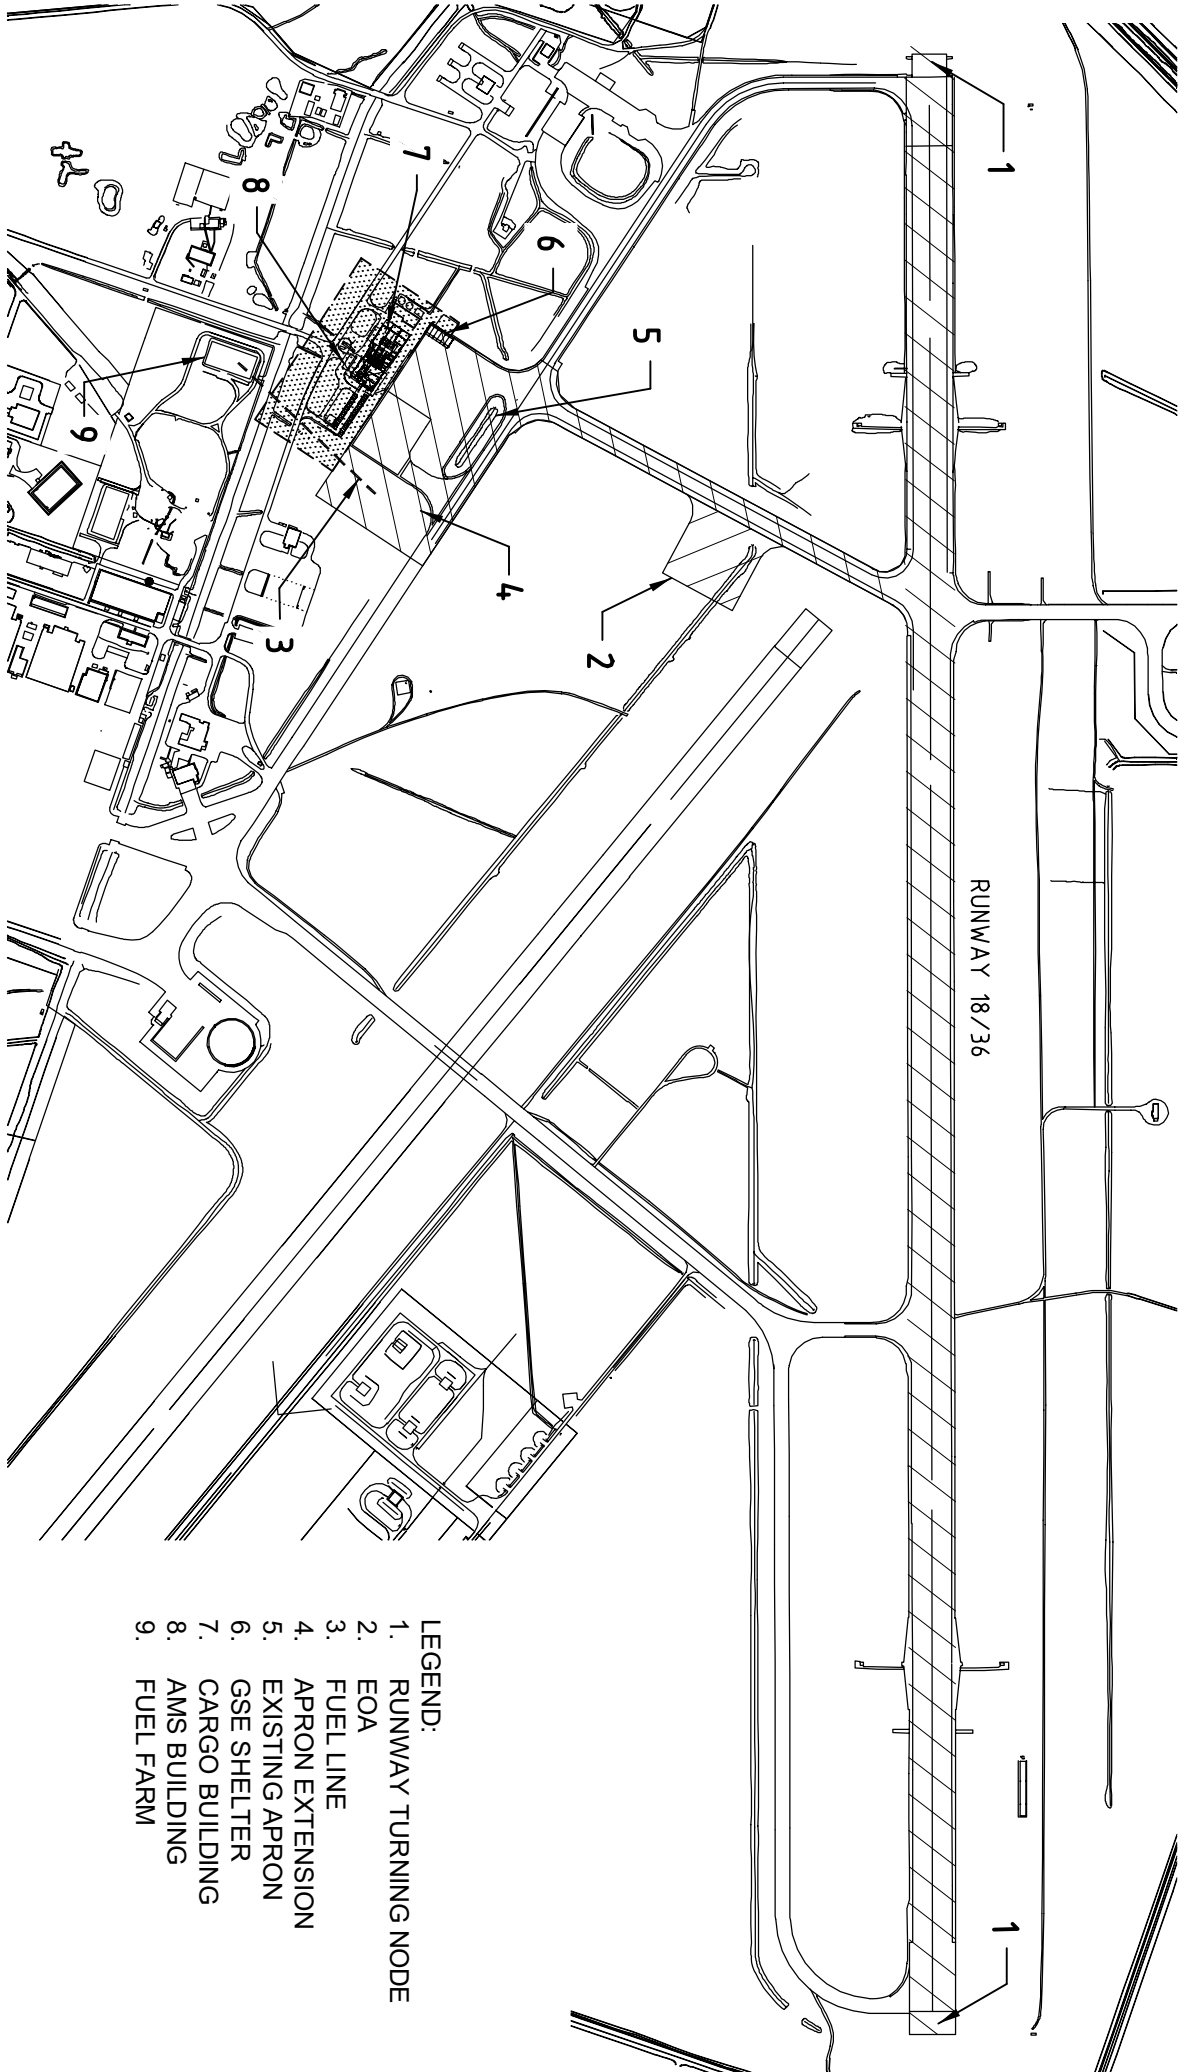 1
RUNWAY 18/36
1
7
8
6
5
4
2
3
9
LEGEND:
1. RUNWAY TURNING NODE
2. EOA
3. FUEL LINE
4. APRON EXTENSION
5. EXISTING APRON
6. GSE SHELTER
7. CARGO BUILDING
8. AMS BUILDING
9. FUEL FARM